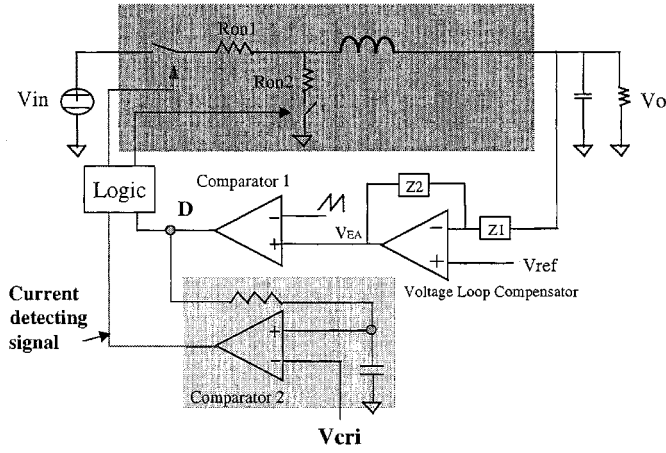 Ron1
Ron2
Vin
Vo
Logic
Comparator 1
D
−
+
VEA
Z2
Z1
−
+
Vref
Voltage Loop Compensator
Current
detecting
signal
+
−
Comparator 2
Vcri